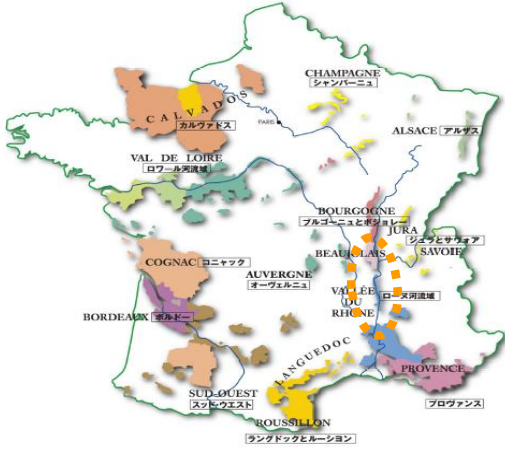 CHAMPAGNE
シャンパーニュ
CALVADOS
カルヴァドス
PARIS
ALSACE アルザス
VAL DE LOIRE
ロワール河流域
BOURGOGNE
ブルゴーニュとボジョレー
JURA
ジュラとサヴォア
SAVOIE
BEAUJOLAIS
COGNAC コニャック
AUVERGNE
オーヴェルニュ
VALLÉE
DU
RHÔNE
ローヌ河流域
BORDEAUX ボルドー
LANGUEDOC
PROVENCE
プロヴァンス
SUD-OUEST
スッド・ウエスト
ROUSSILLON
ラングドックとルーシヨン